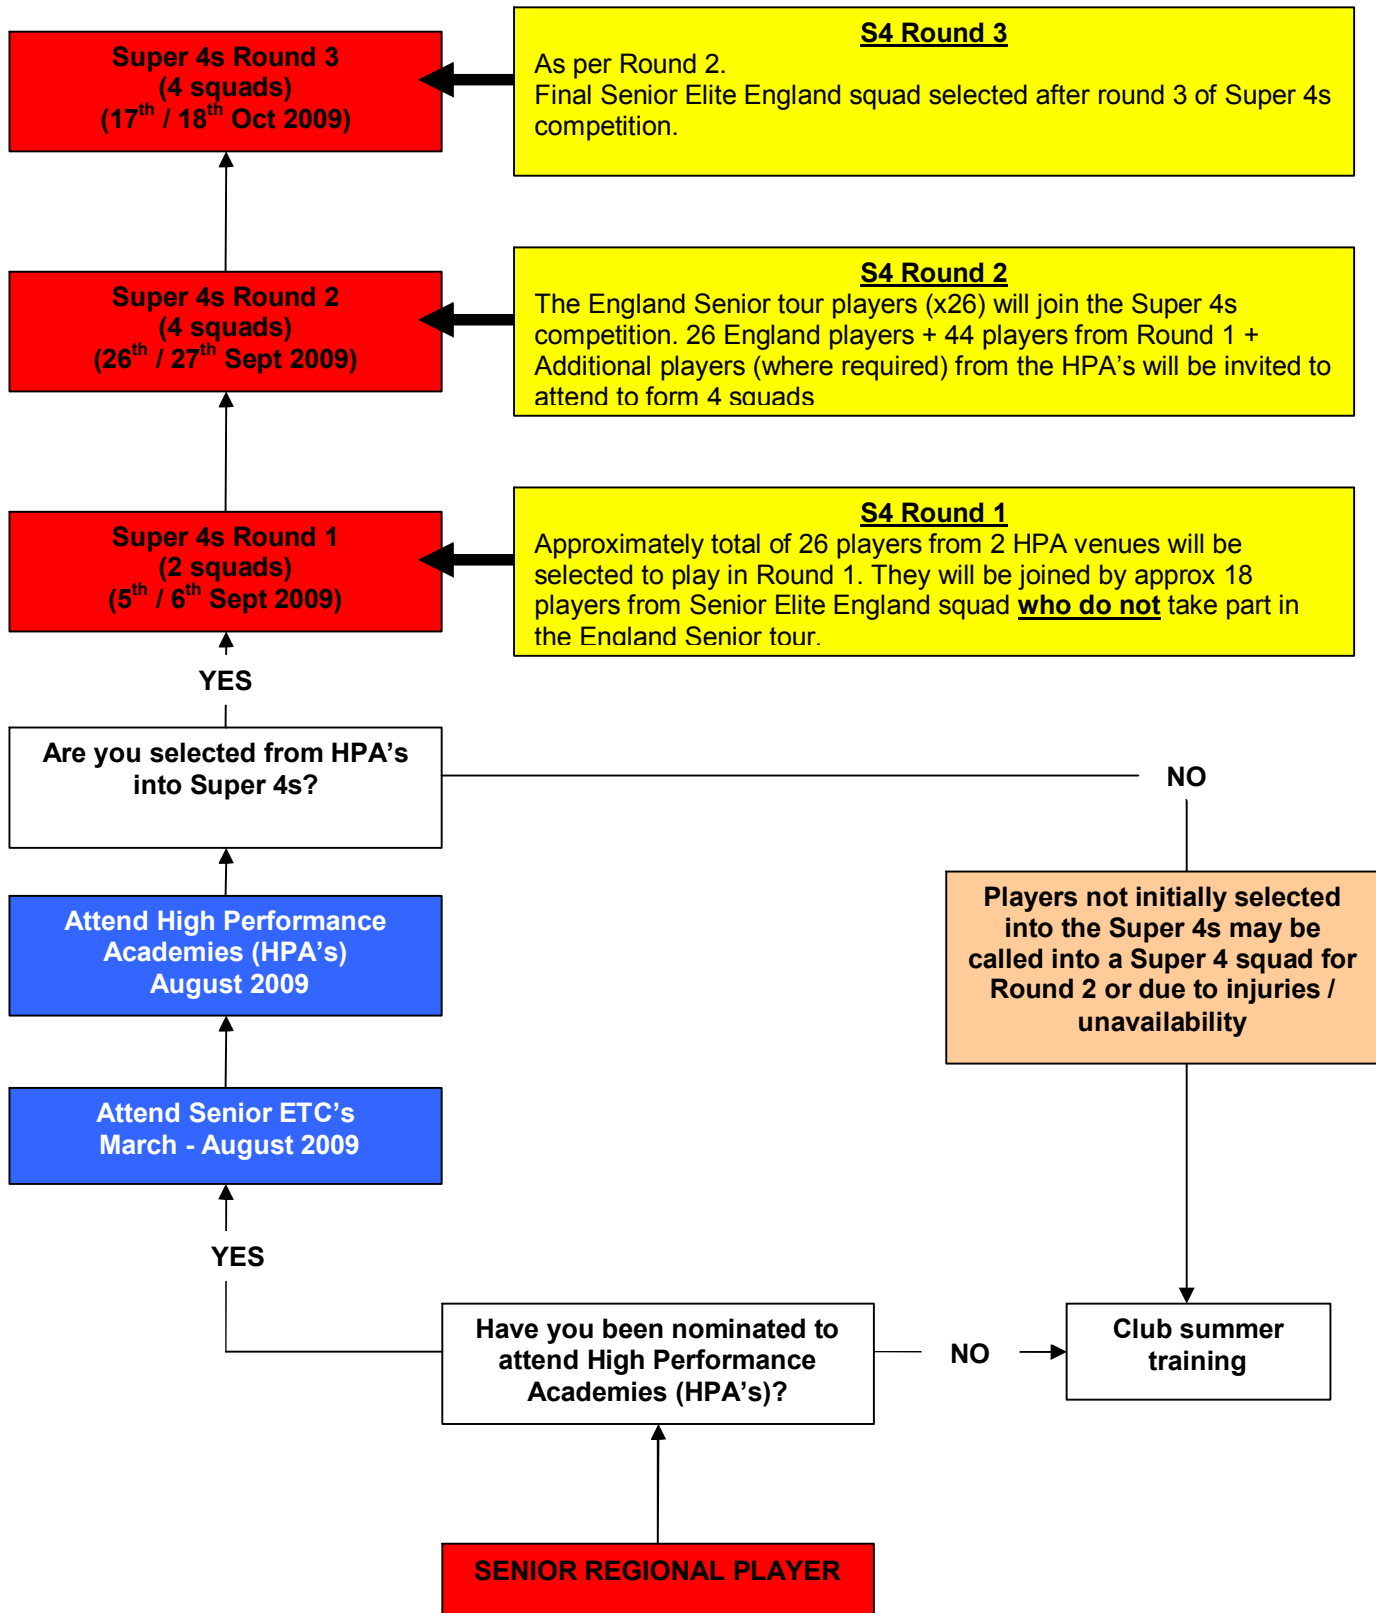 Super 4s Round 3
(4 squads)
(17th / 18th Oct 2009)
S4 Round 3
As per Round 2.
Final Senior Elite England squad selected after round 3 of Super 4s
competition.
Super 4s Round 2
(4 squads)
(26th / 27th Sept 2009)
S4 Round 2
The England Senior tour players (x26) will join the Super 4s
competition. 26 England players + 44 players from Round 1 +
Additional players (where required) from the HPA's will be invited to
attend to form 4 squads
Super 4s Round 1
(2 squads)
(5th / 6th Sept 2009)
S4 Round 1
Approximately total of 26 players from 2 HPA venues will be
selected to play in Round 1. They will be joined by approx 18
players from Senior Elite England squad who do not take part in
the England Senior tour.
YES
Are you selected from HPA's
into Super 4s?
NO
Attend High Performance
Academies (HPA's)
August 2009
Players not initially selected
into the Super 4s may be
called into a Super 4 squad for
Round 2 or due to injuries /
unavailability
Attend Senior ETC's
March - August 2009
YES
Have you been nominated to
attend High Performance
Academies (HPA's)?
NO
Club summer
training
SENIOR REGIONAL PLAYER